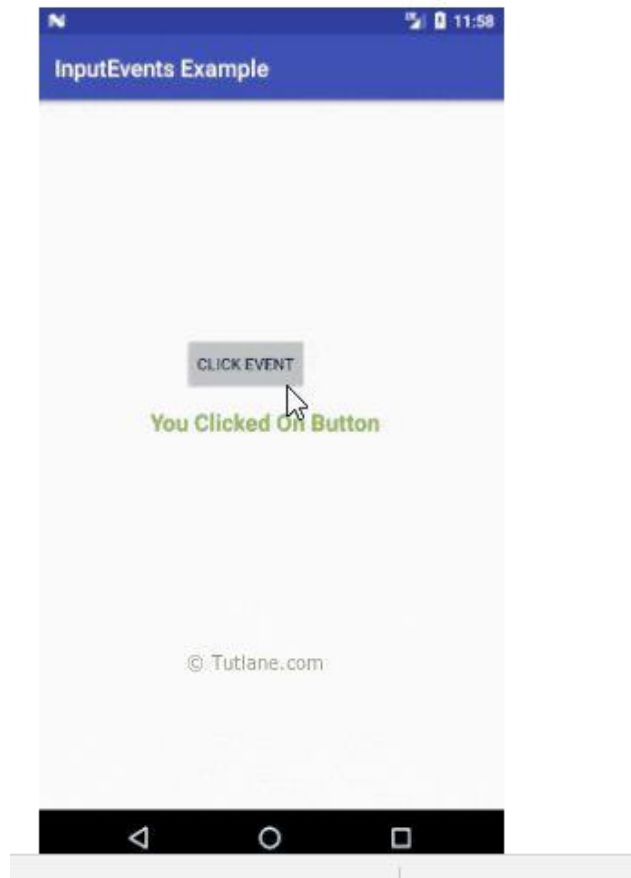 11:58
InputEvents Example
CLICK EVENT
You Clicked On Button
© Tutlane.com